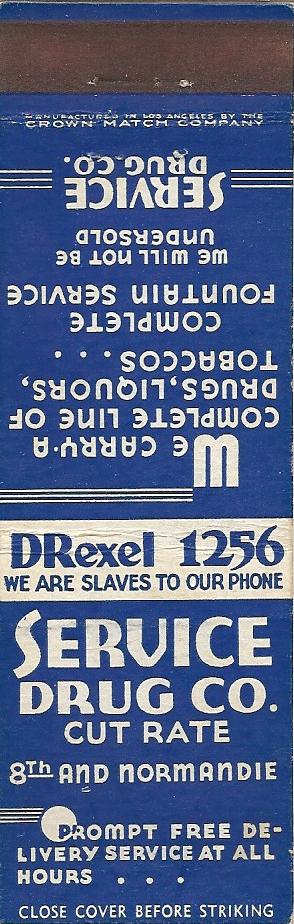 MANUFACTURED IN LOS ANGELES BY THE
CROWN MATCH COMPANY
WE CARRY A
COMPLETE LINE OF
DRUGS, LIQUORS,
TOBACCOS . . .
COMPLETE
FOUNTAIN SERVICE
WE WILL NOT BE
UNDERSOLD
SERVICE
DRUG CO.
DRexel 1256
WE ARE SLAVES TO OUR PHONE
SERVICE
DRUG CO.
CUT RATE
8Th AND NORMANDIE
PROMPT FREE DE-
LIVERY SERVICE AT ALL
HOURS . . .
CLOSE COVER BEFORE STRIKING